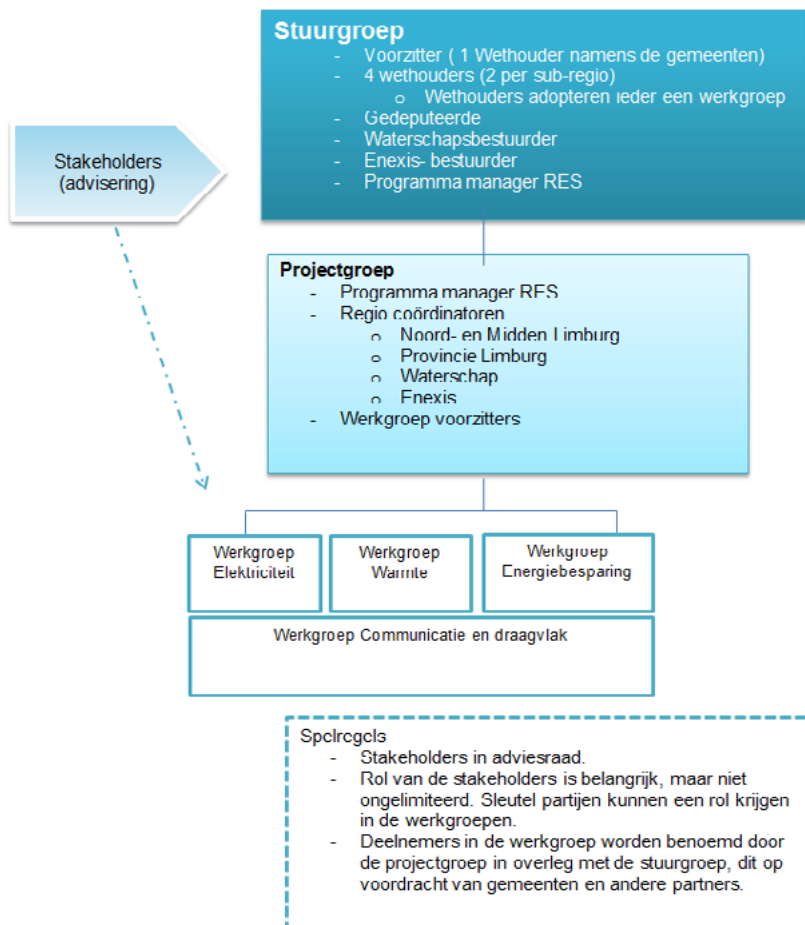 Stuurgroep
- Voorzitter ( 1 Wethouder namens de gemeenten)
- 4 wethouders (2 per sub-regio)
o Wethouders adopteren ieder een werkgroep
- Gedeputeerde
- Waterschapsbestuurder
- Enexis- bestuurder
- Programma manager RES
Stakeholders
(advisering)
Projectgroep
- Programma manager RES
- Regio coördinatoren
o Noord- en Midden Limburg
o Provincie Limburg
o Waterschap
o Enexis
- Werkgroep voorzitters
Werkgroep
Elektriciteit
Werkgroep
Warmte
Werkgroep
Energiebesparing
Werkgroep Communicatie en draagvlak
Spelregels
- Stakeholders in adviesraad.
- Rol van de stakeholders is belangrijk, maar niet
ongelimiteerd. Sleutel partijen kunnen een rol krijgen
in de werkgroepen.
- Deelnemers in de werkgroep worden benoemd door
de projectgroep in overleg met de stuurgroep, dit op
voordracht van gemeenten en andere partners.